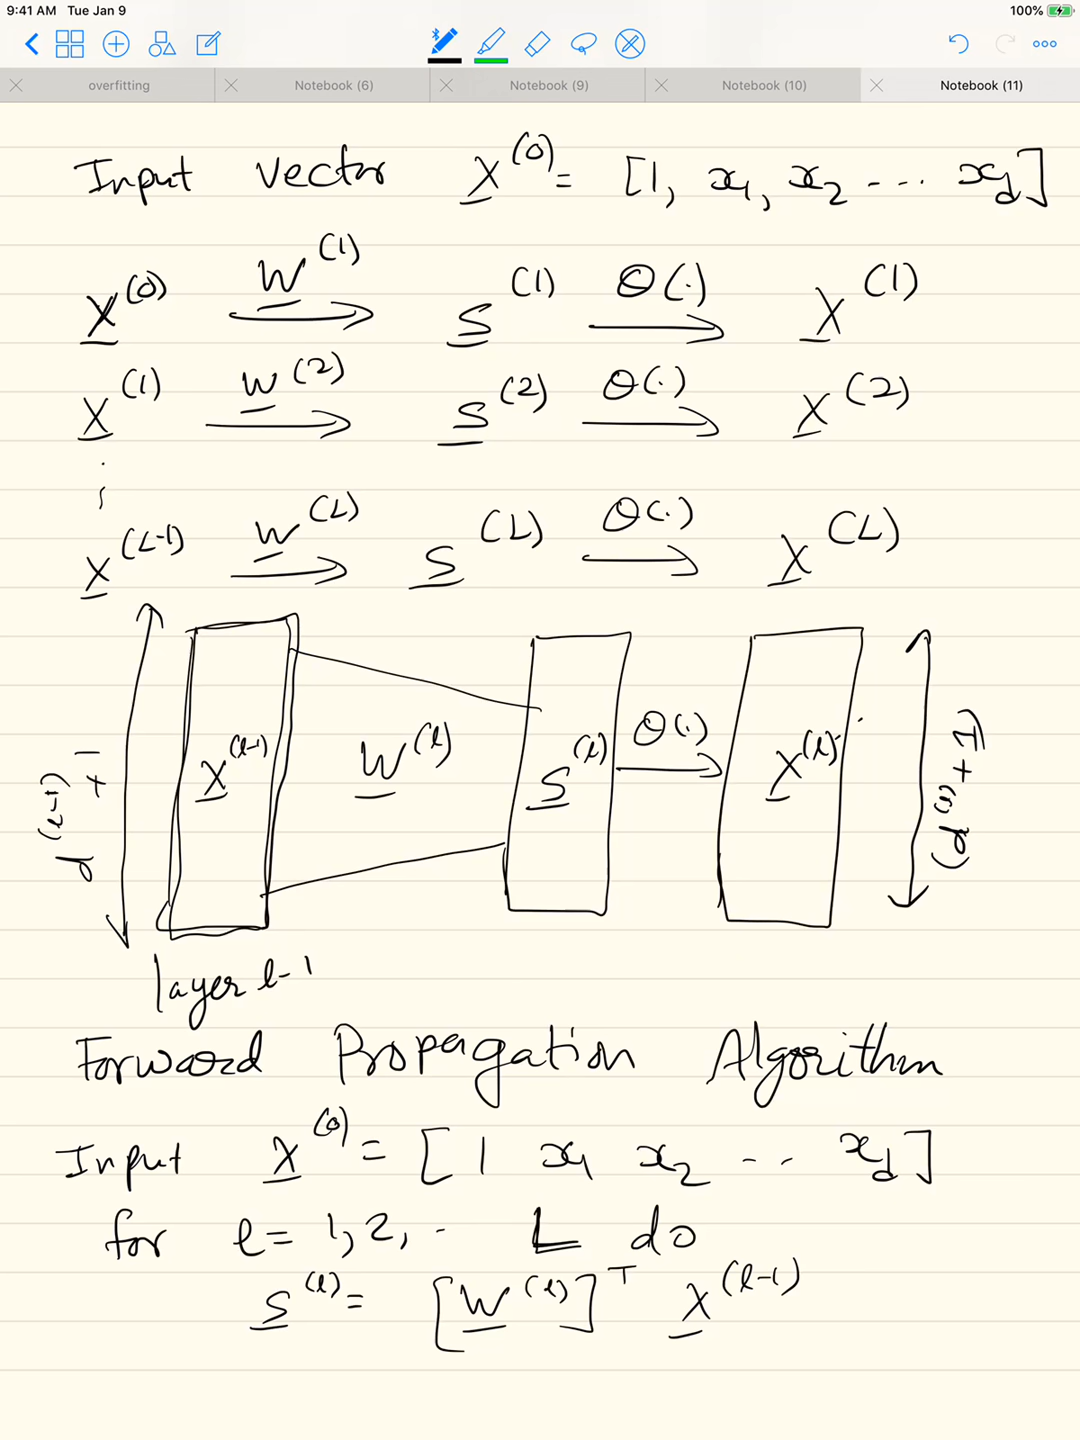 9:41 AM Tue Jan 9 100%
overfitting Notebook (6) Notebook (9) Notebook (10) Notebook (11)
Input vector X^(0) = [1, x1, x2 -... xd]
X^(0) W^(1) ⟹ S^(1) θ(.) ⟶ X^(1)
X^(1) W^(2) ⟹ S^(2) θ(.) ⟶ X^(2)
X^(L-1) W^(L) ⟹ S^(L) θ(.) ⟶ X^(L)
d^(l-1) + 1 X^(l-1) W^(l) S^(l) θ(.) ⟶ X^(l) (d^(l) + 1)
layer l-1
Forward Propagation Algorithm
Input X^(0) = [1 x1 x2 -.. xd]
for l = 1, 2, - L do
S^(l) = [W^(l)]^T X^(l-1)